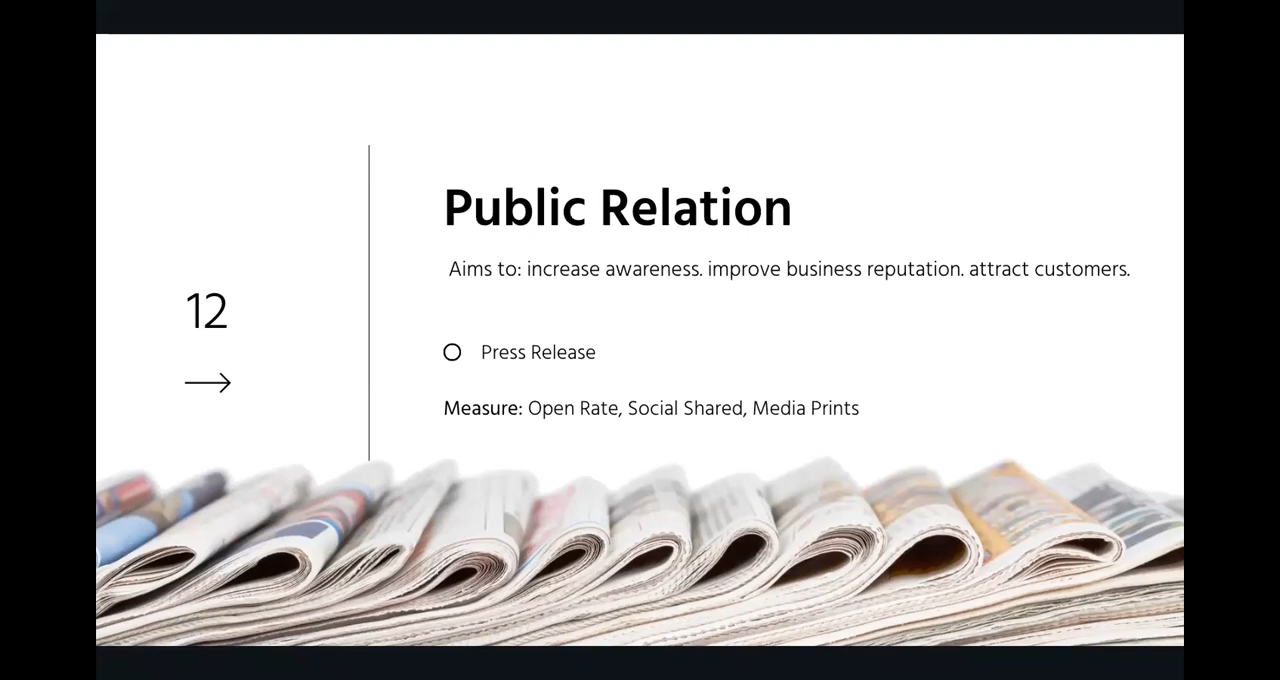 12
Public Relation
Aims to: increase awareness. improve business reputation. attract customers.
Press Release
Measure: Open Rate, Social Shared, Media Prints